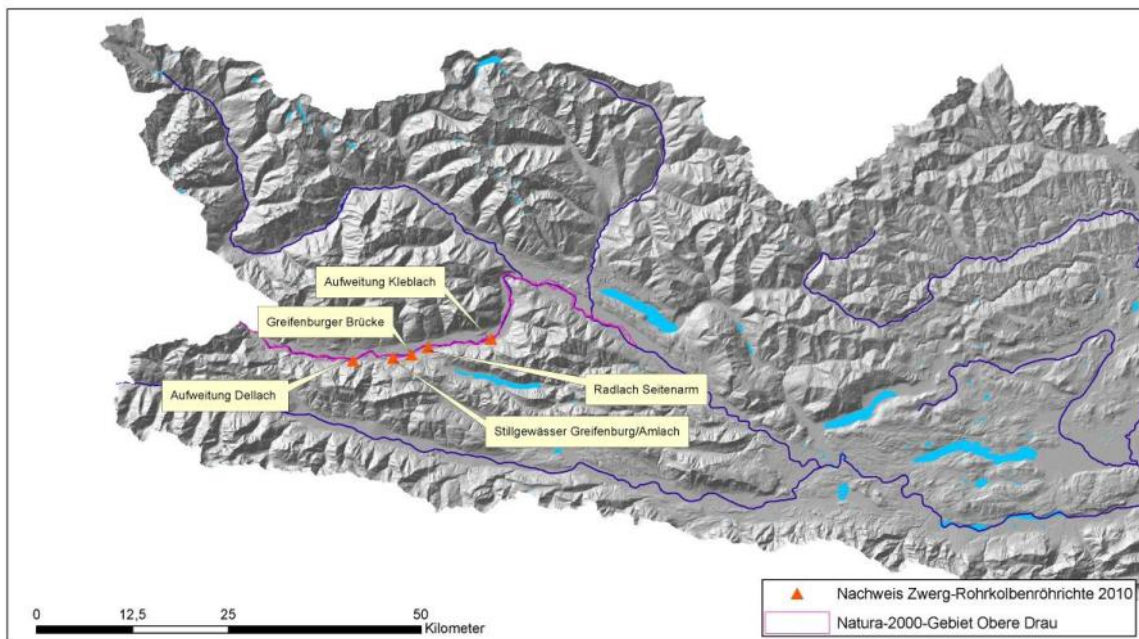 Aufweitung Kleblach
Greifenburger Brücke
Aufweitung Dellach
Radlach Seitenarm
Stillgewässer Greifenburg/Amlach
0 12,5 25 50
Kilometer
Nachweis Zwerg-Rohrkolbenröhrichte 2010
Natura-2000-Gebiet Obere Drau